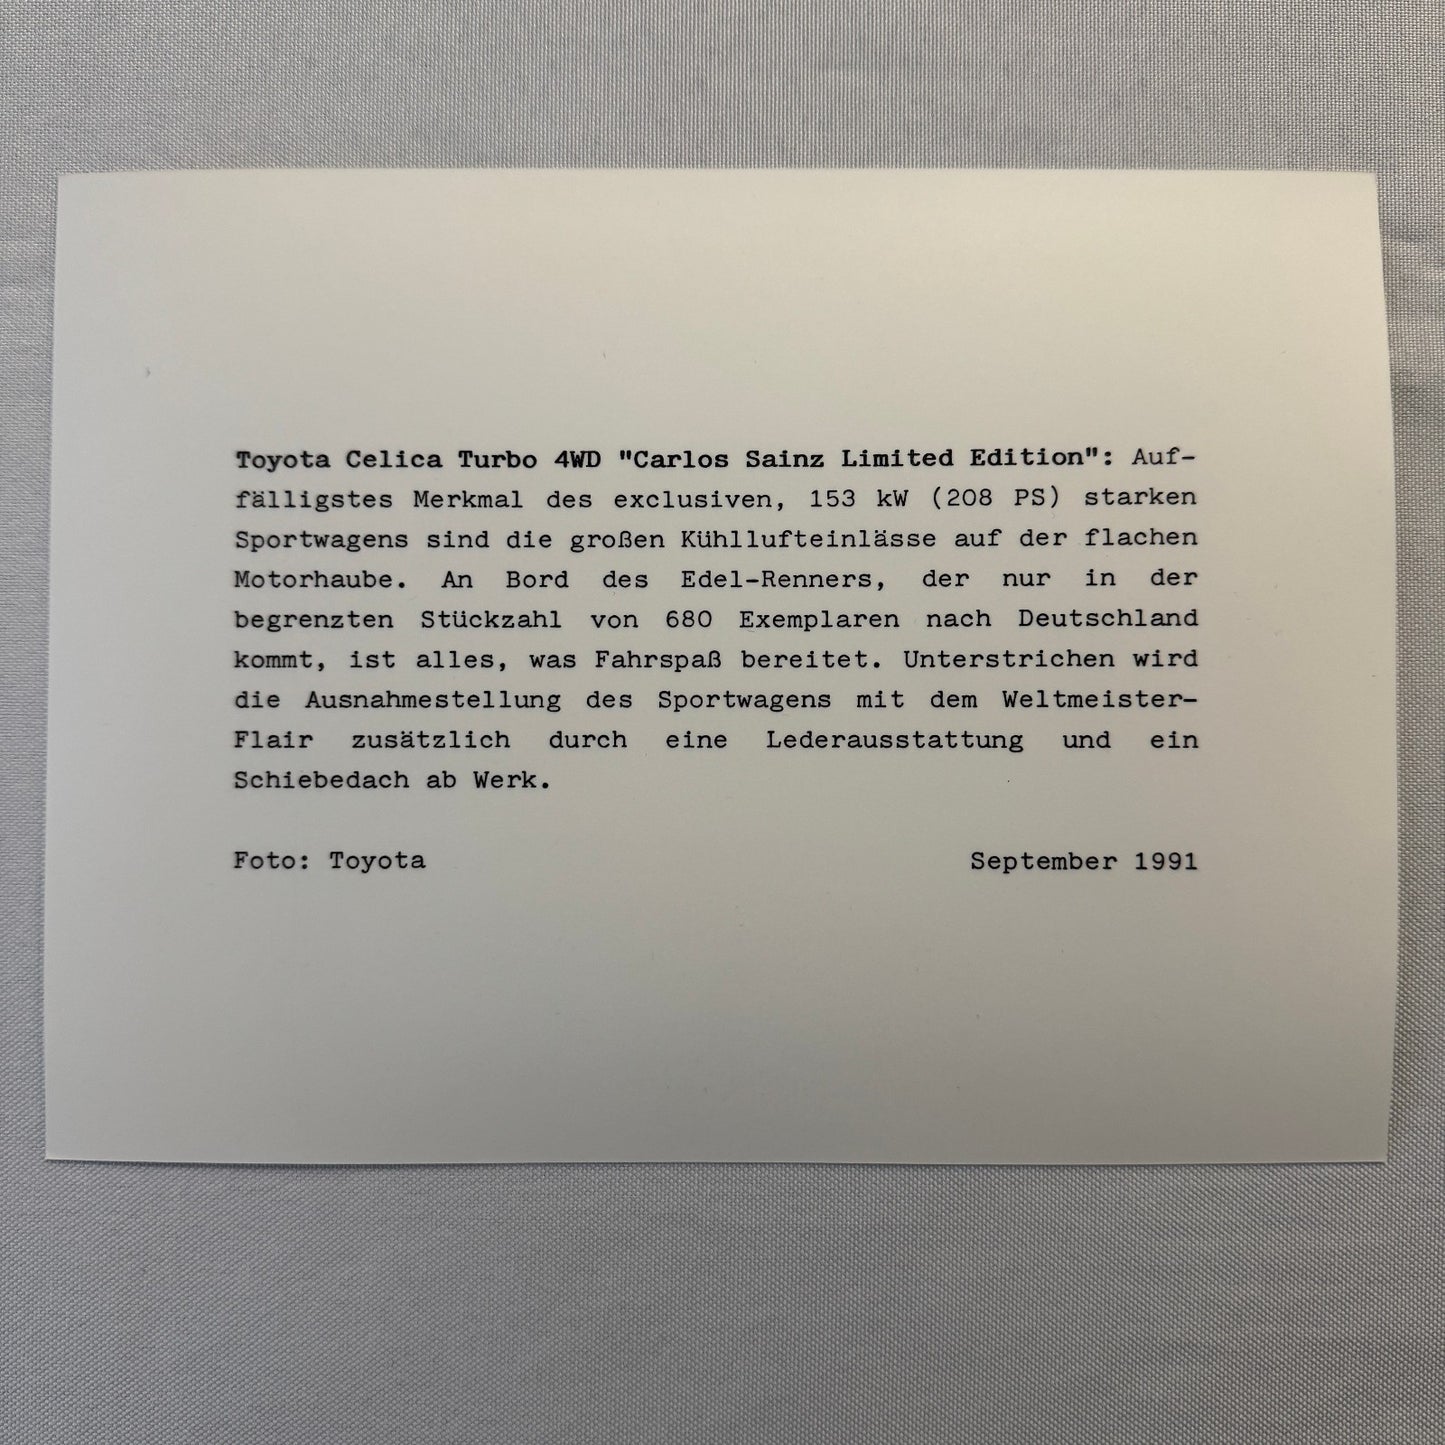 Toyota Celica Turbo 4WD "Carlos Sainz Limited Edition": Auf-
fälligstes Merkmal des exclusiven, 153 kW (208 PS) starken
Sportwagens sind die großen Kühllufteinlässe auf der flachen
Motorhaube. An Bord des Edel-Renners, der nur in der
begrenzten Stückzahl von 680 Exemplaren nach Deutschland
kommt, ist alles, was Fahrspaß bereitet. Unterstrichen wird
die Ausnahmestellung des Sportwagens mit dem Weltmeister-
Flair zusätzlich durch eine Lederausstattung und ein
Schiebedach ab Werk.
Foto: Toyota September 1991